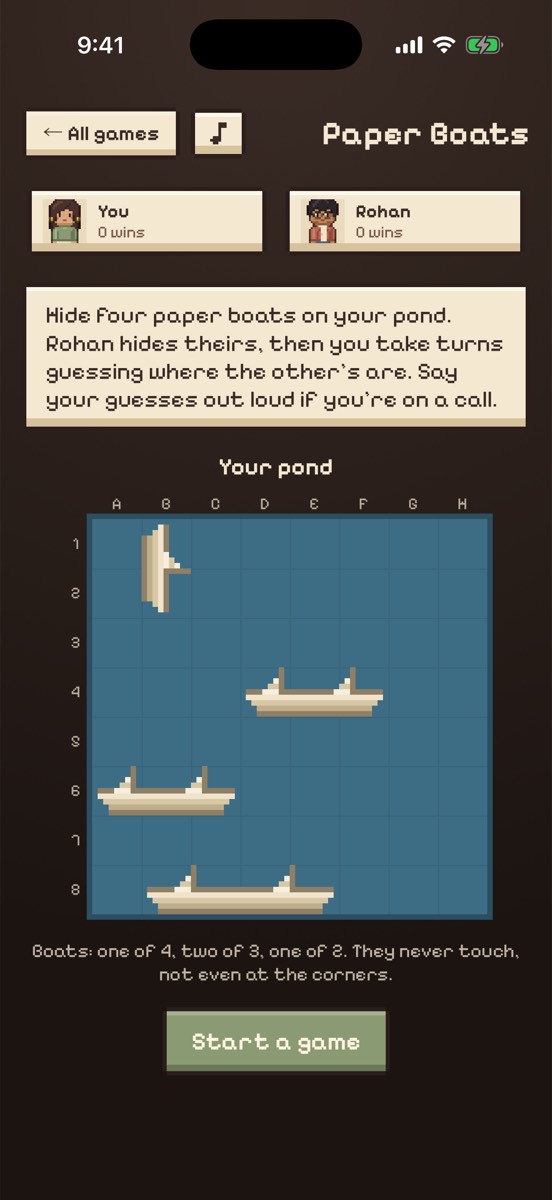 9:41
← All games
Paper Boats
You
0 wins
Rohan
0 wins
Hide four paper boats on your pond.
Rohan hides theirs, then you take turns
guessing where the other's are. Say
your guesses out loud if you're on a call.
Your pond
A B C D E F G H
1
2
3
4
5
6
7
8
Boats: one of 4, two of 3, one of 2. They never touch,
not even at the corners.
Start a game